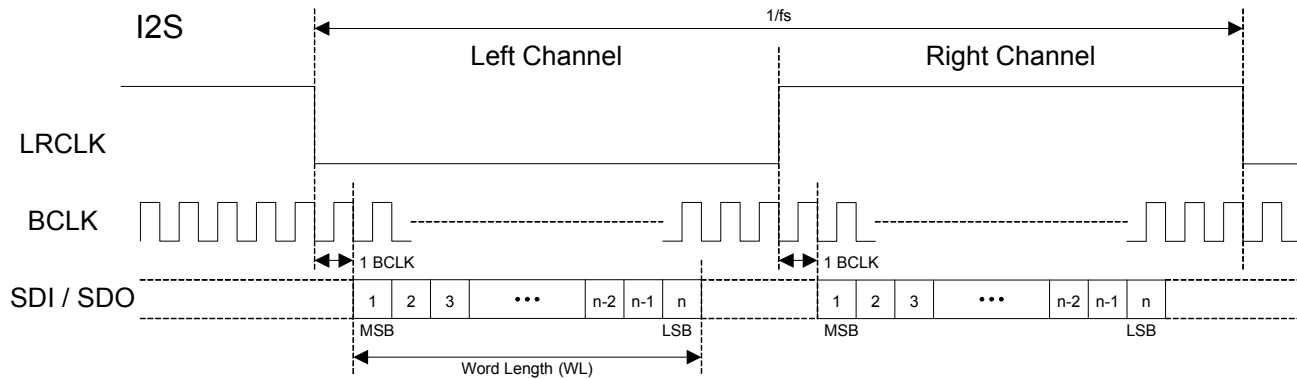 I2S
1/fs
Left Channel Right Channel
LRCLK
BCLK
1 BCLK 1 BCLK
SDI / SDO 1 2 3 ••• n-2 n-1 n 1 2 3 ••• n-2 n-1 n
MSB LSB MSB LSB
Word Length (WL)